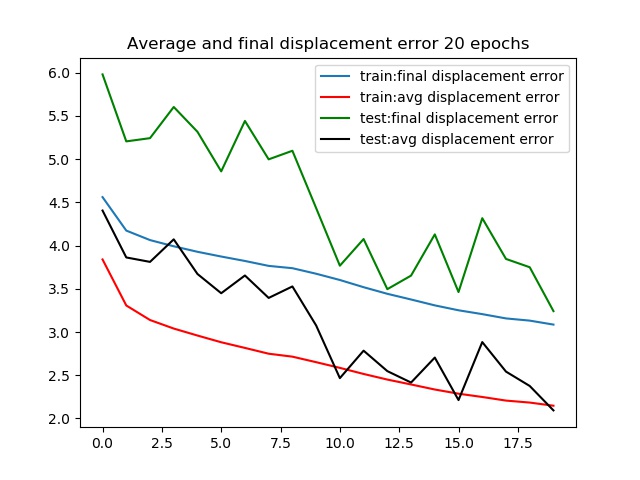 Average and final displacement error 20 epochs
train:final displacement error
train:avg displacement error
test:final displacement error
test:avg displacement error
6.0
5.5
5.0
4.5
4.0
3.5
3.0
2.5
2.0
0.0 2.5 5.0 7.5 10.0 12.5 15.0 17.5